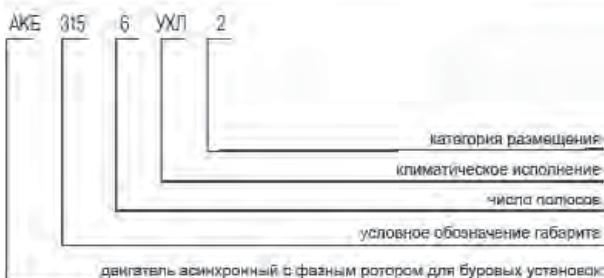 АКБ 315 6 УХЛ 2
категория размещения
климатическое исполнение
число полюсов
условное обозначение габарита
двигатель асинхронный с фазным ротором для буровых установок